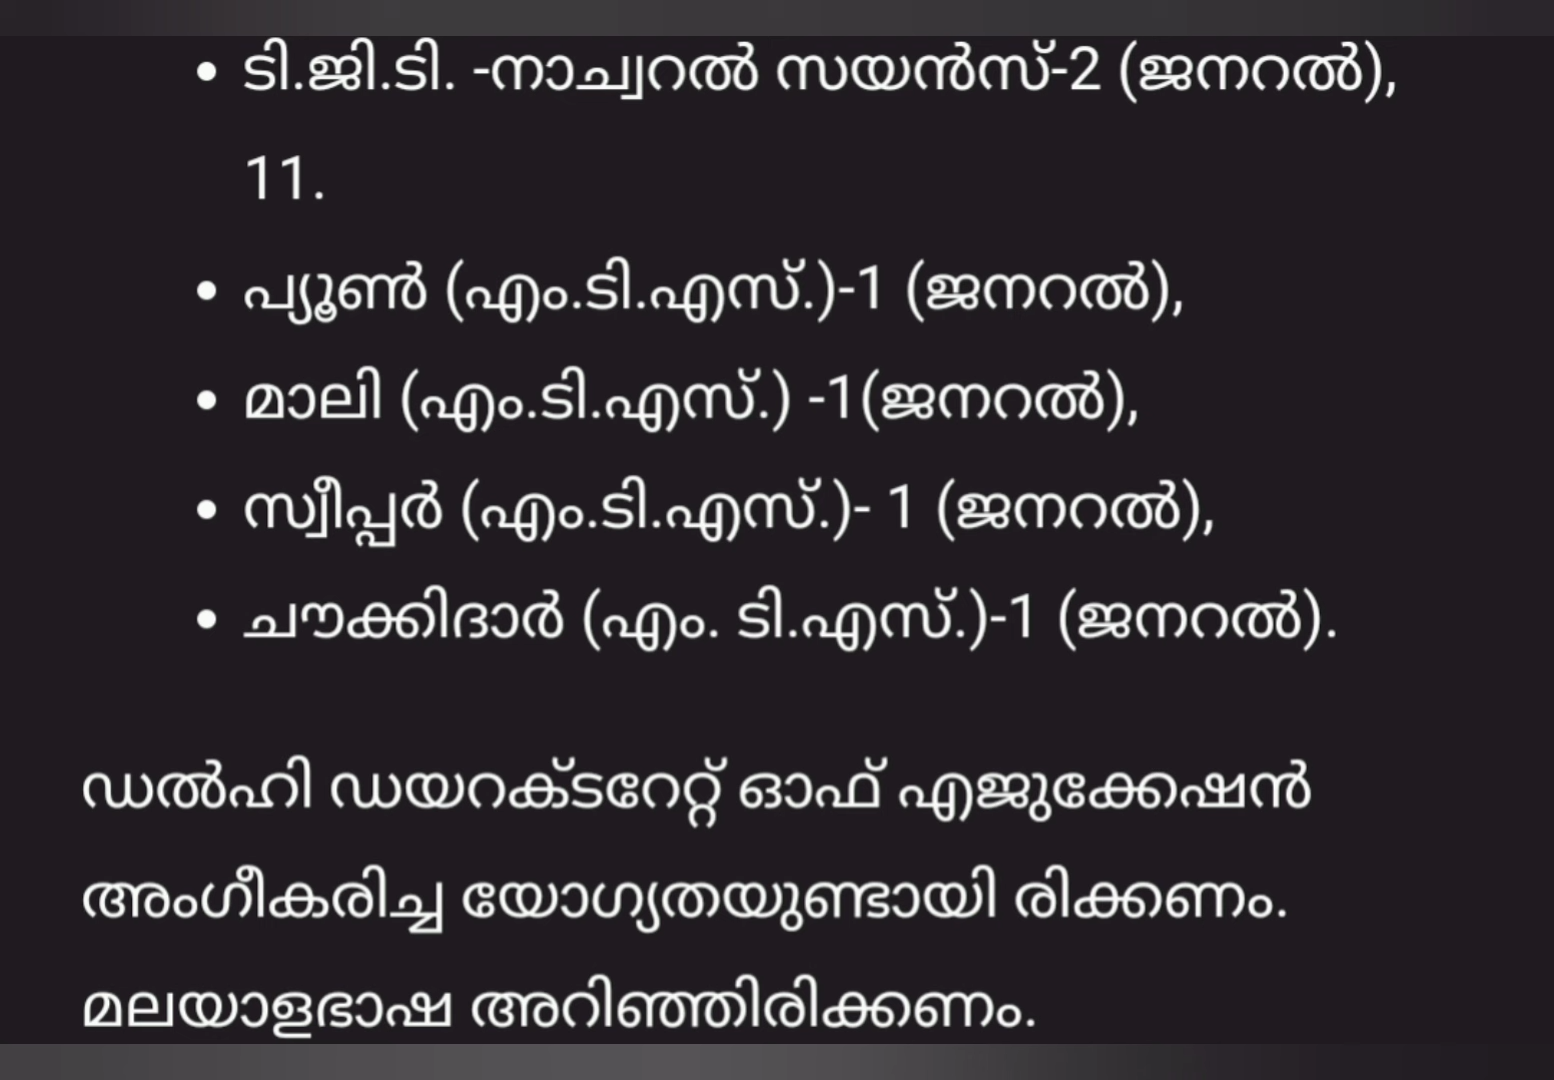 • ടി.ജി.ടി. -നാച്വറൽ സയൻസ്-2 (ജനറൽ),
11.
• പ്യൂൺ (എം.ടി.എസ്.)-1 (ജനറൽ),
• മാലി (എം.ടി.എസ്.) -1(ജനറൽ),
• സ്വീപ്പർ (എം.ടി.എസ്.)- 1 (ജനറൽ),
• ചൗക്കിദാർ (എം. ടി.എസ്.)-1 (ജനറൽ).
ഡൽഹി ഡയറക്ടറേറ്റ് ഓഫ് എജുക്കേഷൻ
അംഗീകരിച്ച യോഗ്യതയുണ്ടായി രിക്കണം.
മലയാളഭാഷ അറിഞ്ഞിരിക്കണം.